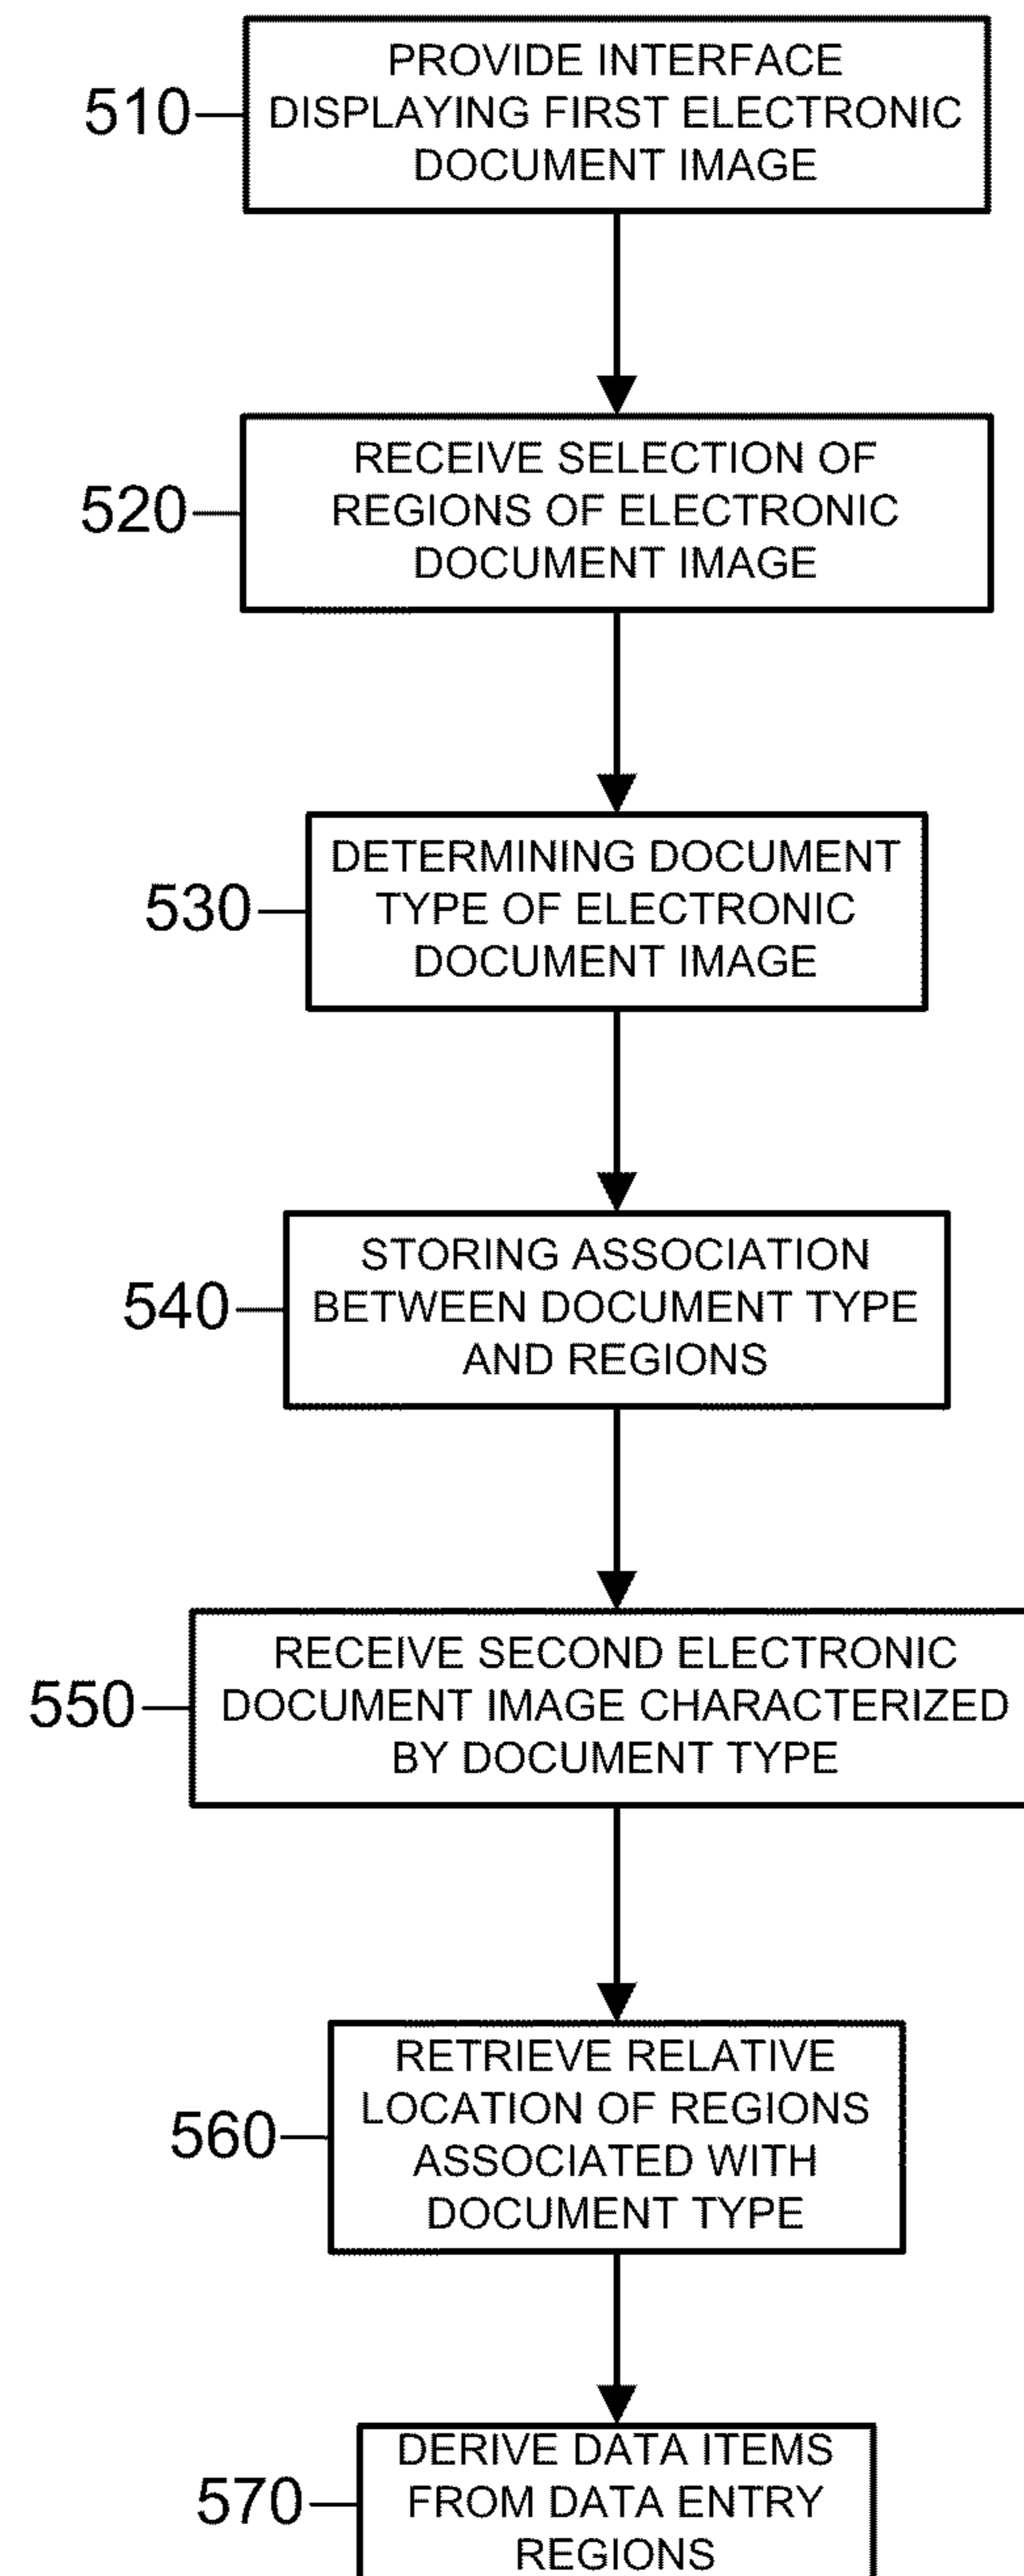 510
PROVIDE INTERFACE
DISPLAYING FIRST ELECTRONIC
DOCUMENT IMAGE
520
RECEIVE SELECTION OF
REGIONS OF ELECTRONIC
DOCUMENT IMAGE
530
DETERMINING DOCUMENT
TYPE OF ELECTRONIC
DOCUMENT IMAGE
540
STORING ASSOCIATION
BETWEEN DOCUMENT TYPE
AND REGIONS
550
RECEIVE SECOND ELECTRONIC
DOCUMENT IMAGE CHARACTERIZED
BY DOCUMENT TYPE
560
RETRIEVE RELATIVE
LOCATION OF REGIONS
ASSOCIATED WITH
DOCUMENT TYPE
570
DERIVE DATA ITEMS
FROM DATA ENTRY
REGIONS